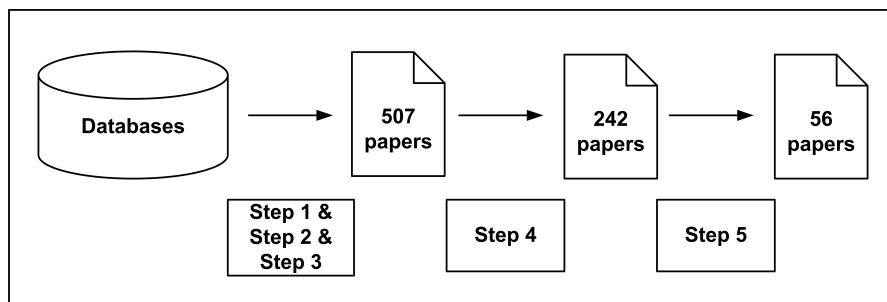 Databases
507
papers
242
papers
56
papers
Step 1 &
Step 2 &
Step 3
Step 4
Step 5